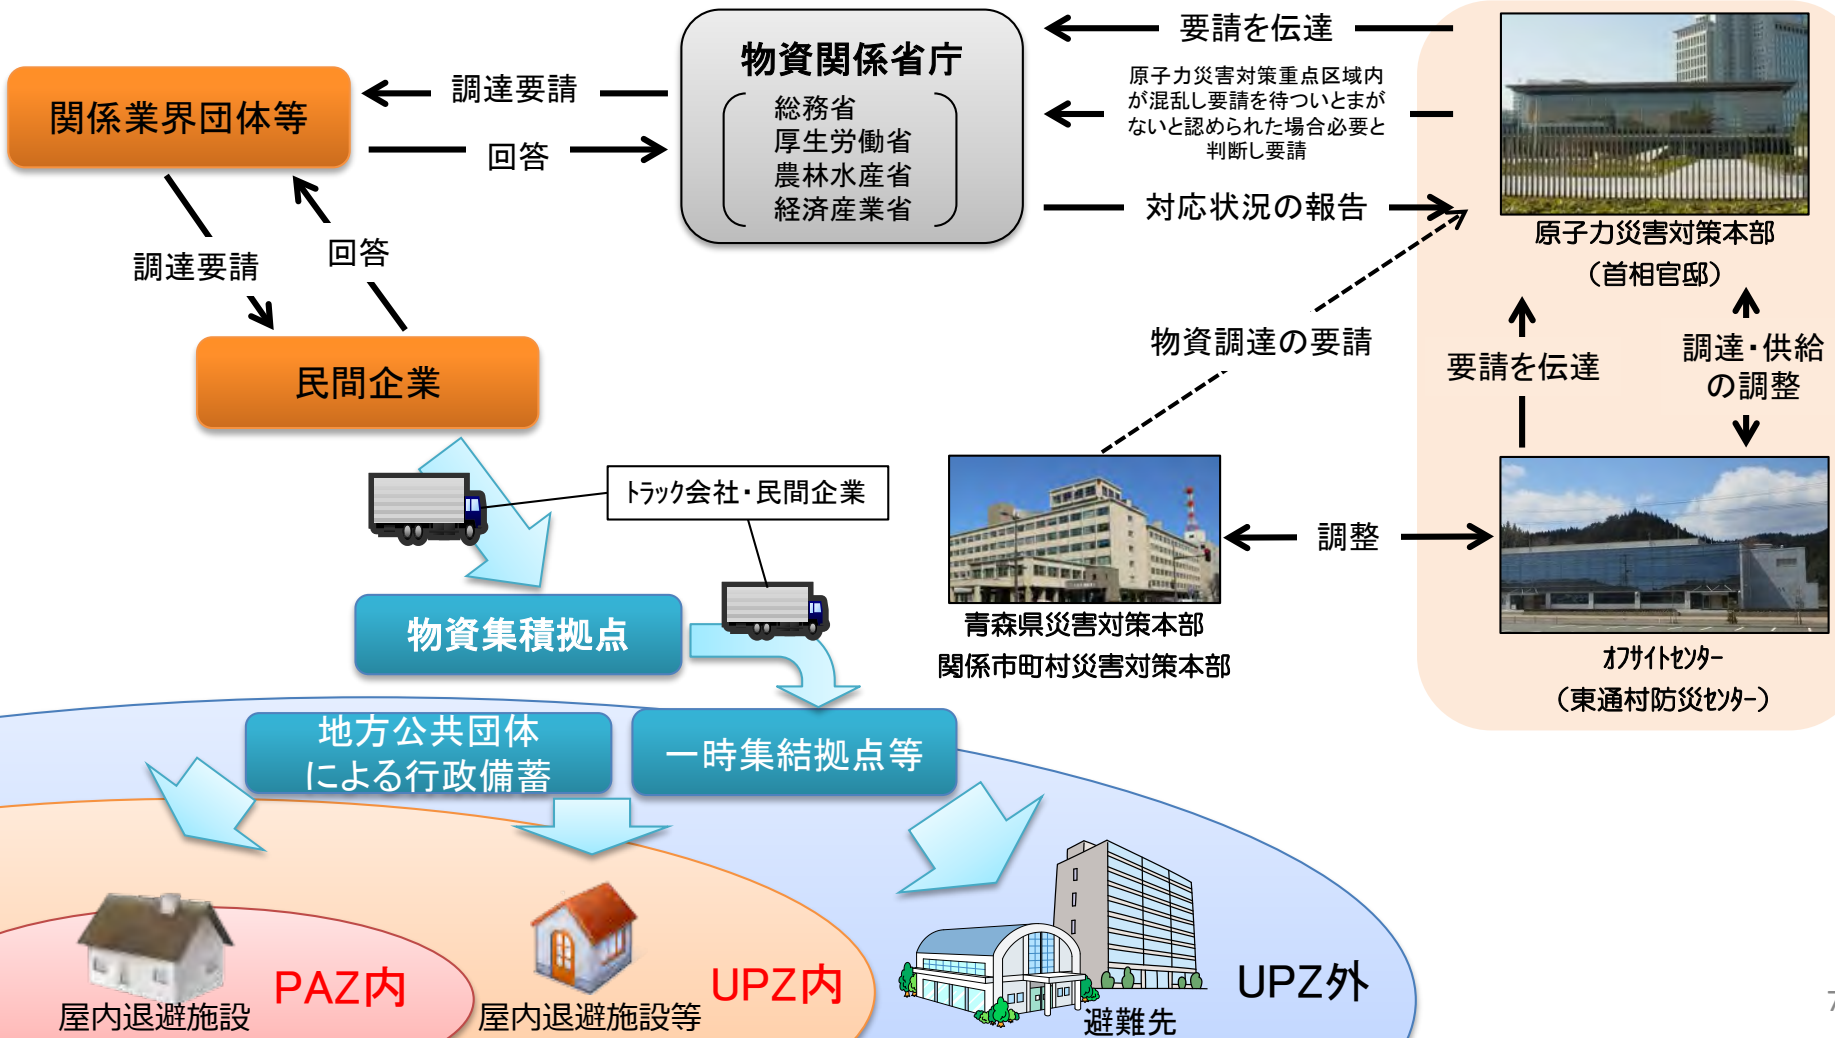 物資関係省庁
総務省
厚生労働省
農林水産省
経済産業省
関係業界団体等
調達要請
回答
要請を伝達
原子力災害対策重点区域内
が混乱し要請を待ついとまが
ないと認められた場合必要と
判断し要請
対応状況の報告
原子力災害対策本部
（首相官邸）
調達要請
回答
民間企業
物資調達の要請
要請を伝達
調達・供給
の調整
トラック会社・民間企業
調整
青森県災害対策本部
関係市町村災害対策本部
オフサイトセンター
（東通村防災センター）
物資集積拠点
地方公共団体
による行政備蓄
一時集結拠点等
PAZ内
屋内退避施設
UPZ内
屋内退避施設等
UPZ外
避難先